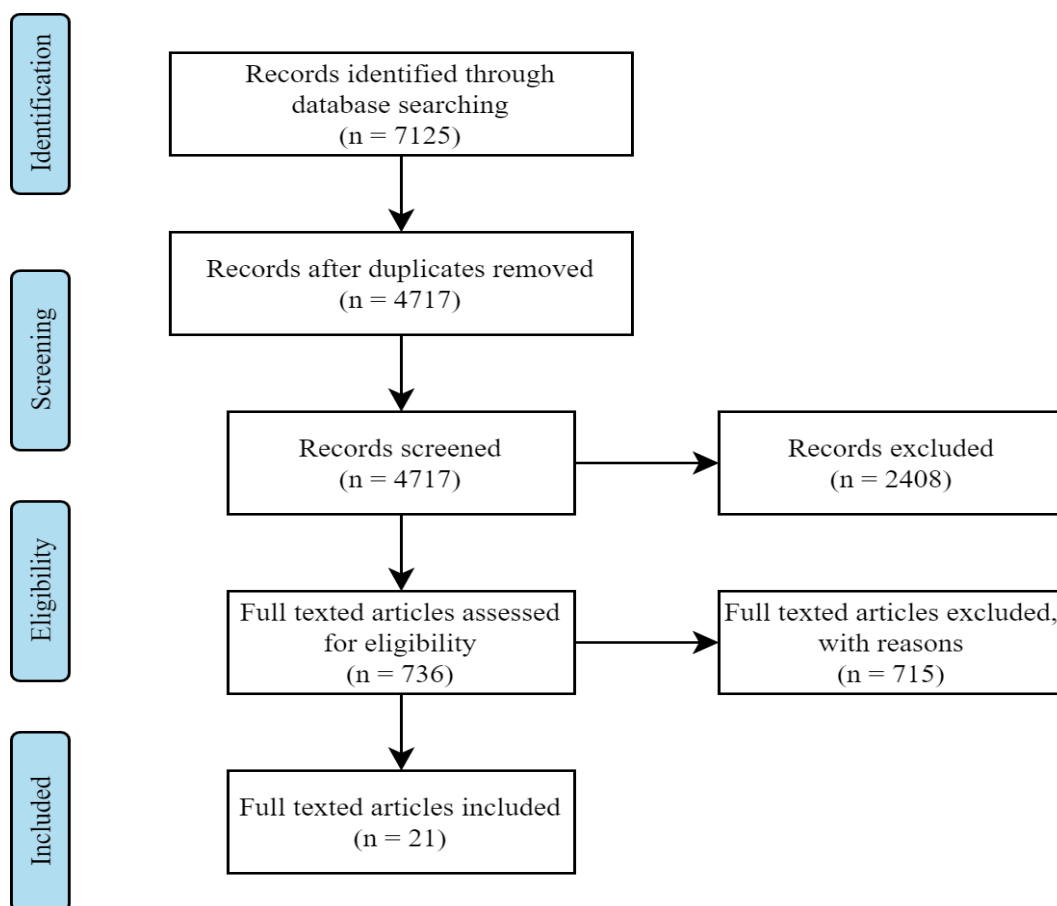 Identification
Records identified through
database searching
(n = 7125)
Records after duplicates removed
(n = 4717)
Screening
Records screened
(n = 4717)
Records excluded
(n = 2408)
Eligibility
Full texted articles assessed
for eligibility
(n = 736)
Full texted articles excluded,
with reasons
(n = 715)
Included
Full texted articles included
(n = 21)